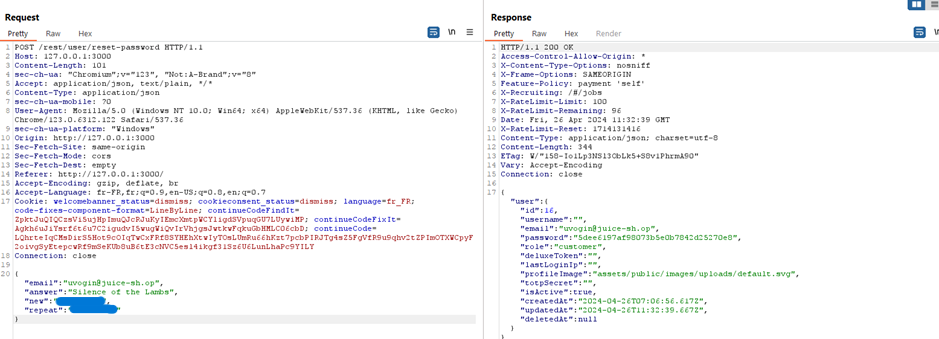 Request
Pretty Raw Hex
\n
1 POST /rest/user/reset-password HTTP/1.1
2 Host: 127.0.0.1:3000
3 Content-Length: 101
4 sec-ch-ua: "Chromium";v="123", "Not:A-Brand";v="8"
5 Accept: application/json, text/plain, */*
6 Content-Type: application/json
7 sec-ch-ua-mobile: ?0
8 User-Agent: Mozilla/5.0 (Windows NT 10.0; Win64; x64) AppleWebKit/537.36 (KHTML, like Gecko)
Chrome/123.0.6312.122 Safari/537.36
9 sec-ch-ua-platform: "Windows"
10 Origin: http://127.0.0.1:3000
11 Sec-Fetch-Site: same-origin
12 Sec-Fetch-Mode: cors
13 Sec-Fetch-Dest: empty
14 Referer: http://127.0.0.1:3000/
15 Accept-Encoding: gzip, deflate, br
16 Accept-Language: fr-FR,fr;q=0.9,en-US;q=0.8,en;q=0.7
17 Cookie: welcomebanner_status=dismiss; cookieconsent_status=dismiss; language=fr_FR;
code-fixes-component-format=LineByLine; continueCodeFindIt=
continueCodeFixIt=
continueCode=
18 Connection: close
19
20 {
"email":"uvogin@juice-sh.op",
"answer":"Silence of the Lambs",
"new":"
"repeat":"
}
Response
Pretty Raw Hex Render
\n
1 HTTP/1.1 200 OK
2 Access-Control-Allow-Origin: *
3 X-Content-Type-Options: nosniff
4 X-Frame-Options: SAMEORIGIN
5 Feature-Policy: payment 'self'
6 X-Recruiting: /#/jobs
7 X-RateLimit-Limit: 100
8 X-RateLimit-Remaining: 96
9 Date: Fri, 26 Apr 2024 11:32:39 GMT
10 X-RateLimit-Reset: 1714131416
11 Content-Type: application/json; charset=utf-8
12 Content-Length: 344
13 ETag:
14 Vary: Accept-Encoding
15 Connection: close
16
17 {
"user":{
"id":16,
"username":"",
"email":"uvogin@juice-sh.op",
"password":
"role":"customer",
"deluxeToken":"",
"lastLoginIp":"",
"profileImage":"assets/public/images/uploads/default.svg",
"totpSecret":"",
"isActive":true,
"createdAt":"2024-04-26T07:06:56.617Z",
"updatedAt":"2024-04-26T11:32:39.667Z",
"deletedAt":null
}
}